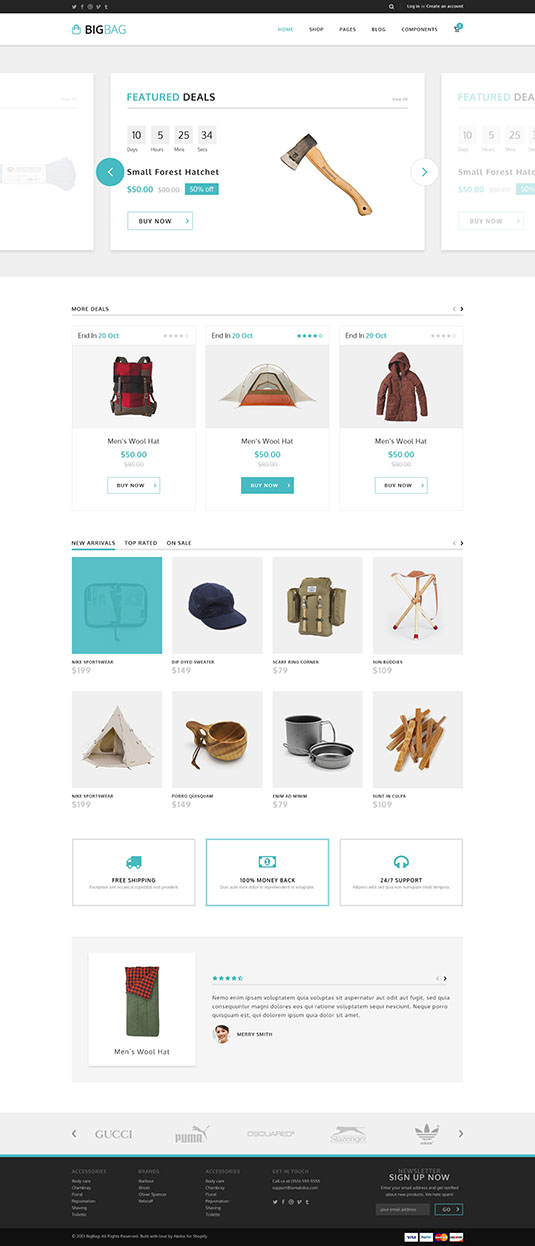 Log in or Create an account
BIGBAG
HOME SHOP PAGES BLOG COMPONENTS
FEATURED DEALS
View All
10 5 25 34
Days Hours Mins Secs
Small Forest Hatchet
$50.00 $80.00 50% off
BUY NOW
View All
FEATURED DEALS
10 5 25
Days Hours Mins
Small Forest Hatc
$50.00 $80.00 50%
BUY NOW
MORE DEALS
End In 20 Oct
Men's Wool Hat
$50.00
$80.00
BUY NOW
End In 20 Oct
Men's Wool Hat
$50.00
$80.00
BUY NOW
End In 20 Oct
Men's Wool Hat
$50.00
$80.00
BUY NOW
NEW ARRIVALS TOP RATED ON SALE
NIKE SPORTSWEAR
$199
DIP DYED SWEATER
$149
SCARF RING CORNER
$79
SUN BUDDIES
$109
NIKE SPORTSWEAR
$199
PORRO QUISQUAM
$149
ENIM AD MINIM
$79
SUNT IN CULPA
$109
FREE SHIPPING
Excepteur sint occaecat cupidatat non proident
100% MONEY BACK
Duis aute irure dolor in reprehenderit in voluptate
24/7 SUPPORT
Adipisci velit sed quia non numquam modi tempora
Men's Wool Hat
Nemo enim ipsam voluptatem quia voluptas sit aspernatur aut odit aut fugit, sed quia
consequuntur magni dolores eos qui ratione voluptatem sequi nesciunt. Neque porro
quisquam est, qui dolorem ipsum quia dolor sit amet.
MERRY SMITH
GUCCI
PUMA
DSQUARED2
Slazenger
adidas
ACCESSORIES
Body care
Chambray
Floral
Rejuvenation
Shaving
Toilette
BRANDS
Barbour
Brioni
Oliver Spencer
Belstaff
ACCESSORIES
Body care
Chambray
Floral
Rejuvenation
Shaving
Toilette
GET IN TOUCH
Call us at (555) 555-5555
NEWSLETTER
SIGN UP NOW
Enter your email address and get notified
about new products. We hate spam!
your email address
GO
© 2013 BigBag. All Rights Reserved. Built with love by Abdus for Shopify.
VISA
PayPal